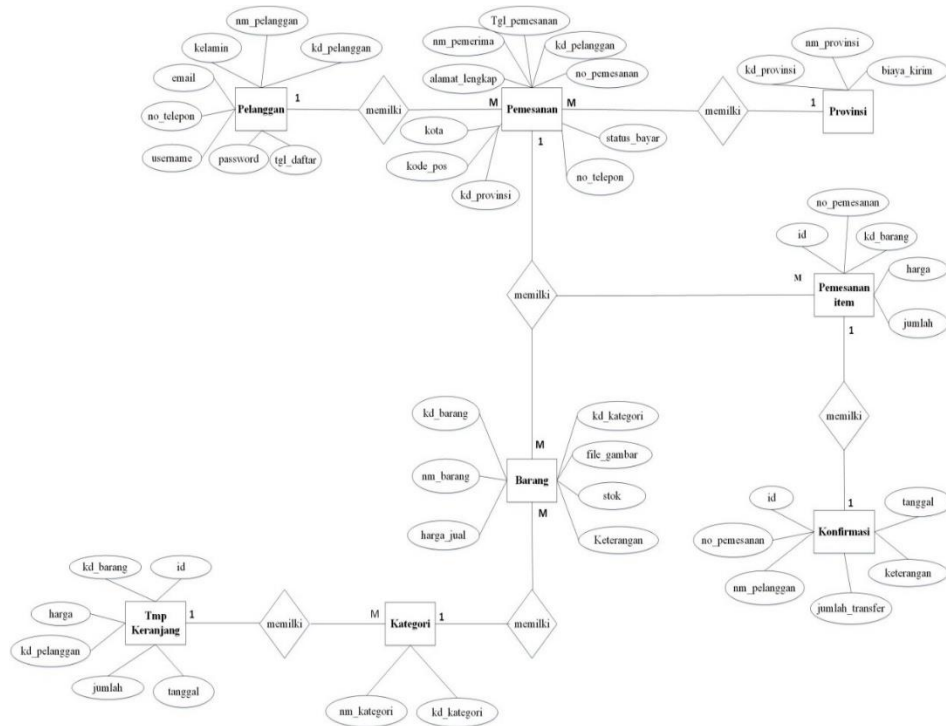 nm_pelanggan
kelamin
kd_pelanggan
email
no_telepon
username
password
tgl_daftar
Pelanggan
1
memilki
M
Tgl_pemesanan
nm_pemerima
kd_pelanggan
alamat_lengkap
no_pemesanan
Pemesanan
kota
kode_pos
kd_provinsi
status_bayar
no_telepon
1
M
memilki
1
nm_provinsi
kd_provinsi
biaya_kirim
Provinsi
memilki
M
no_pemesanan
id
kd_barang
harga
jumlah
Pemesanan
item
1
memilki
1
kd_barang
kd_kategori
nm_barang
file_gambar
stok
harga_jual
Keterangan
M
Barang
M
id
tanggal
no_pemesanan
Konfirmasi
nm_pelanggan
keterangan
jumlah_transfer
kd_barang
id
harga
kd_pelanggan
jumlah
tanggal
Tmp
Keranjang
1
memilki
M
Kategori
1
memilki
nm_kategori
kd_kategori